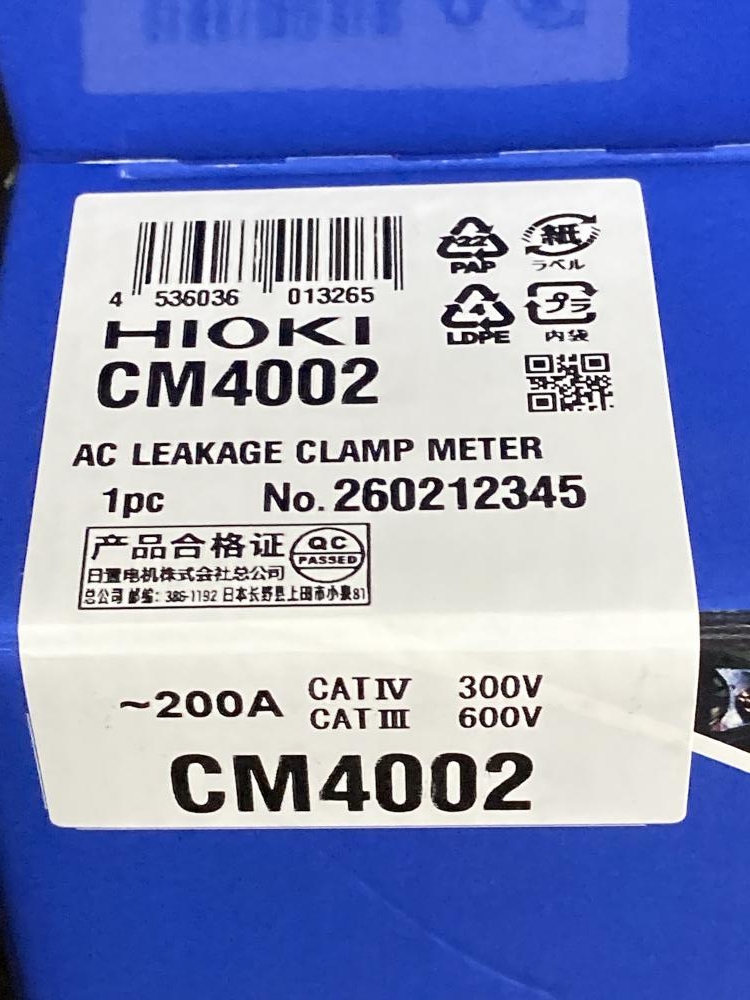 4 536036 013265
22
PAP
紙
ラベル
4
LDPE
プラ
内袋
HIOKI
CM4002
AC LEAKAGE CLAMP METER
1pc No. 260212345
产品合格证
QC
PASSED
日置电机株式会社总公司
总公司 邮编: 386-1192 日本长野县上田市小泉81
~200A
CAT IV 300V
CAT III 600V
CM4002